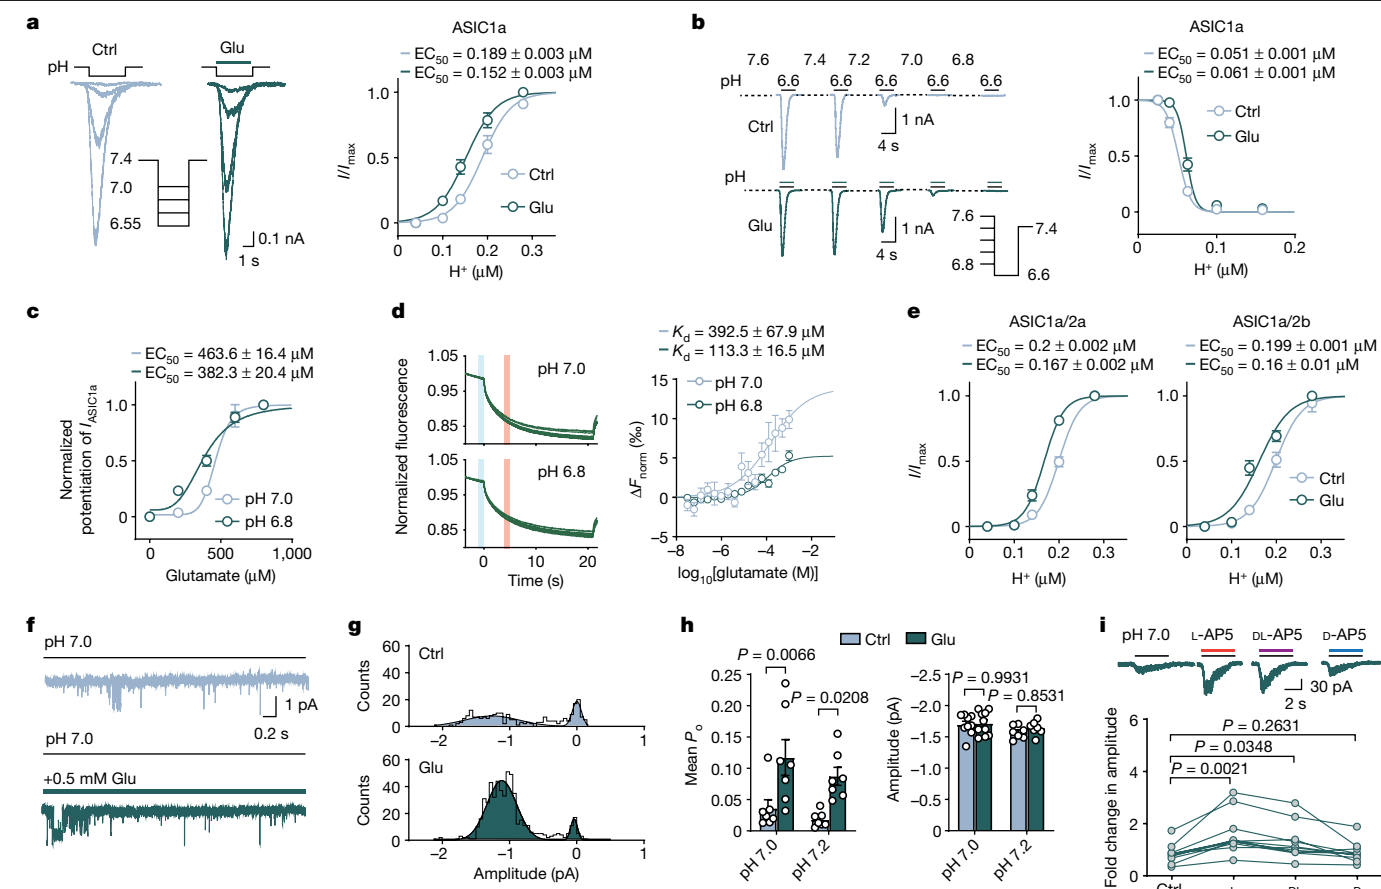 a
Ctrl
Glu
pH
7.4
7.0
6.55
0.1 nA
1 s
ASIC1a
EC50 = 0.189 ± 0.003 μM
EC50 = 0.152 ± 0.003 μM
1.0
0.5
0
I/Imax
Ctrl
Glu
0 0.1 0.2 0.3
H+ (μM)
b
7.6 7.4 7.2 7.0 6.8
pH
6.6 6.6 6.6 6.6 6.6
Ctrl
1 nA
4 s
pH
Glu
1 nA
4 s
7.6
7.4
6.8
6.6
ASIC1a
EC50 = 0.051 ± 0.001 μM
EC50 = 0.061 ± 0.001 μM
1.0
0.5
0
I/Imax
Ctrl
Glu
0 0.1 0.2
H+ (μM)
c
EC50 = 463.6 ± 16.4 μM
EC50 = 382.3 ± 20.4 μM
Normalized
potentiation of IASIC1a
1.0
0.5
0
pH 7.0
pH 6.8
0 500 1,000
Glutamate (μM)
d
Normalized fluorescence
1.05
0.95
0.85
pH 7.0
1.05
0.95
0.85
pH 6.8
0 10 20
Time (s)
Kd = 392.5 ± 67.9 μM
Kd = 113.3 ± 16.5 μM
15
10
5
0
−5
ΔFnorm (‰)
pH 7.0
pH 6.8
−8 −6 −4 −2
log10[glutamate (M)]
e
ASIC1a/2a
EC50 = 0.2 ± 0.002 μM
EC50 = 0.167 ± 0.002 μM
1.0
0.5
0
I/Imax
0 0.1 0.2 0.3
H+ (μM)
ASIC1a/2b
EC50 = 0.199 ± 0.001 μM
EC50 = 0.16 ± 0.01 μM
1.0
0.5
0
Ctrl
Glu
0 0.1 0.2 0.3
H+ (μM)
f
pH 7.0
1 pA
0.2 s
pH 7.0
+0.5 mM Glu
g
Ctrl
Counts
60
40
20
0
−2 −1 0 1
Glu
Counts
60
40
20
0
−2 −1 0 1
Amplitude (pA)
h
Ctrl
Glu
P = 0.0066
P = 0.0208
Mean Po
0.25
0.20
0.15
0.10
0.05
0
pH 7.0
pH 7.2
P = 0.9931
P = 0.8531
Amplitude (pA)
−2.5
−2.0
−1.5
−1.0
−0.5
0
pH 7.0
pH 7.2
i
pH 7.0
L-AP5
DL-AP5
D-AP5
30 pA
2 s
Fold change in amplitude
6
4
2
0
P = 0.2631
P = 0.0348
P = 0.0021